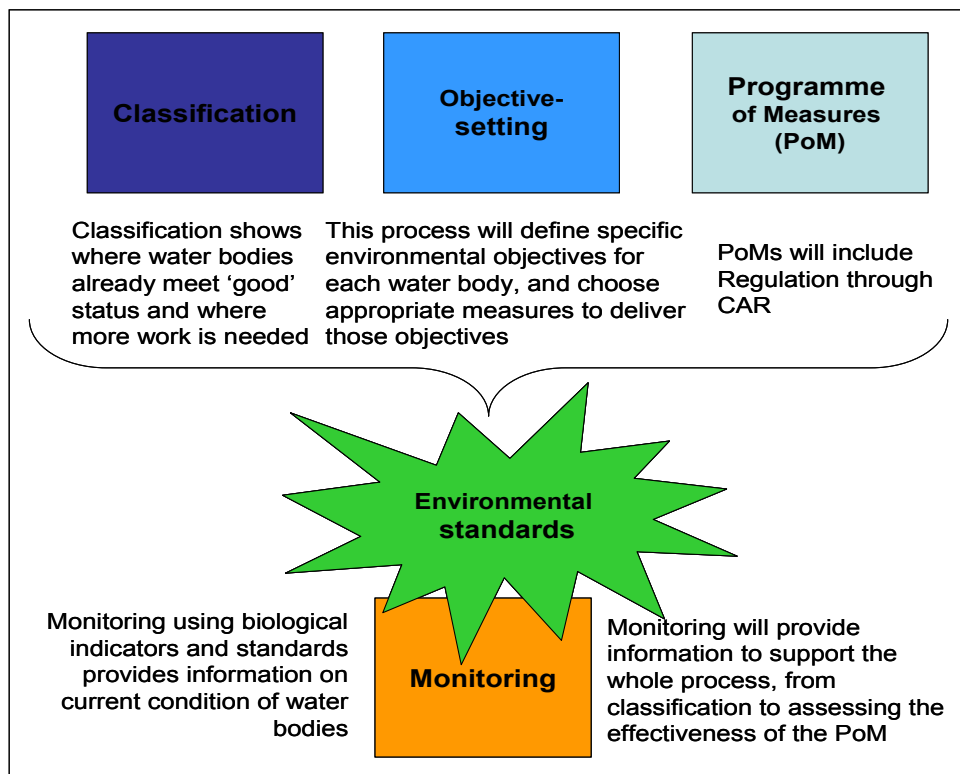 Classification
Objective-
setting
Programme
of Measures
(PoM)
Classification shows
where water bodies
already meet ‘good’
status and where
more work is needed
This process will define specific
environmental objectives for
each water body, and choose
appropriate measures to deliver
those objectives
PoMs will include
Regulation through
CAR
Environmental
standards
Monitoring using biological
indicators and standards
provides information on
current condition of water
bodies
Monitoring
Monitoring will provide
information to support the
whole process, from
classification to assessing the
effectiveness of the PoM